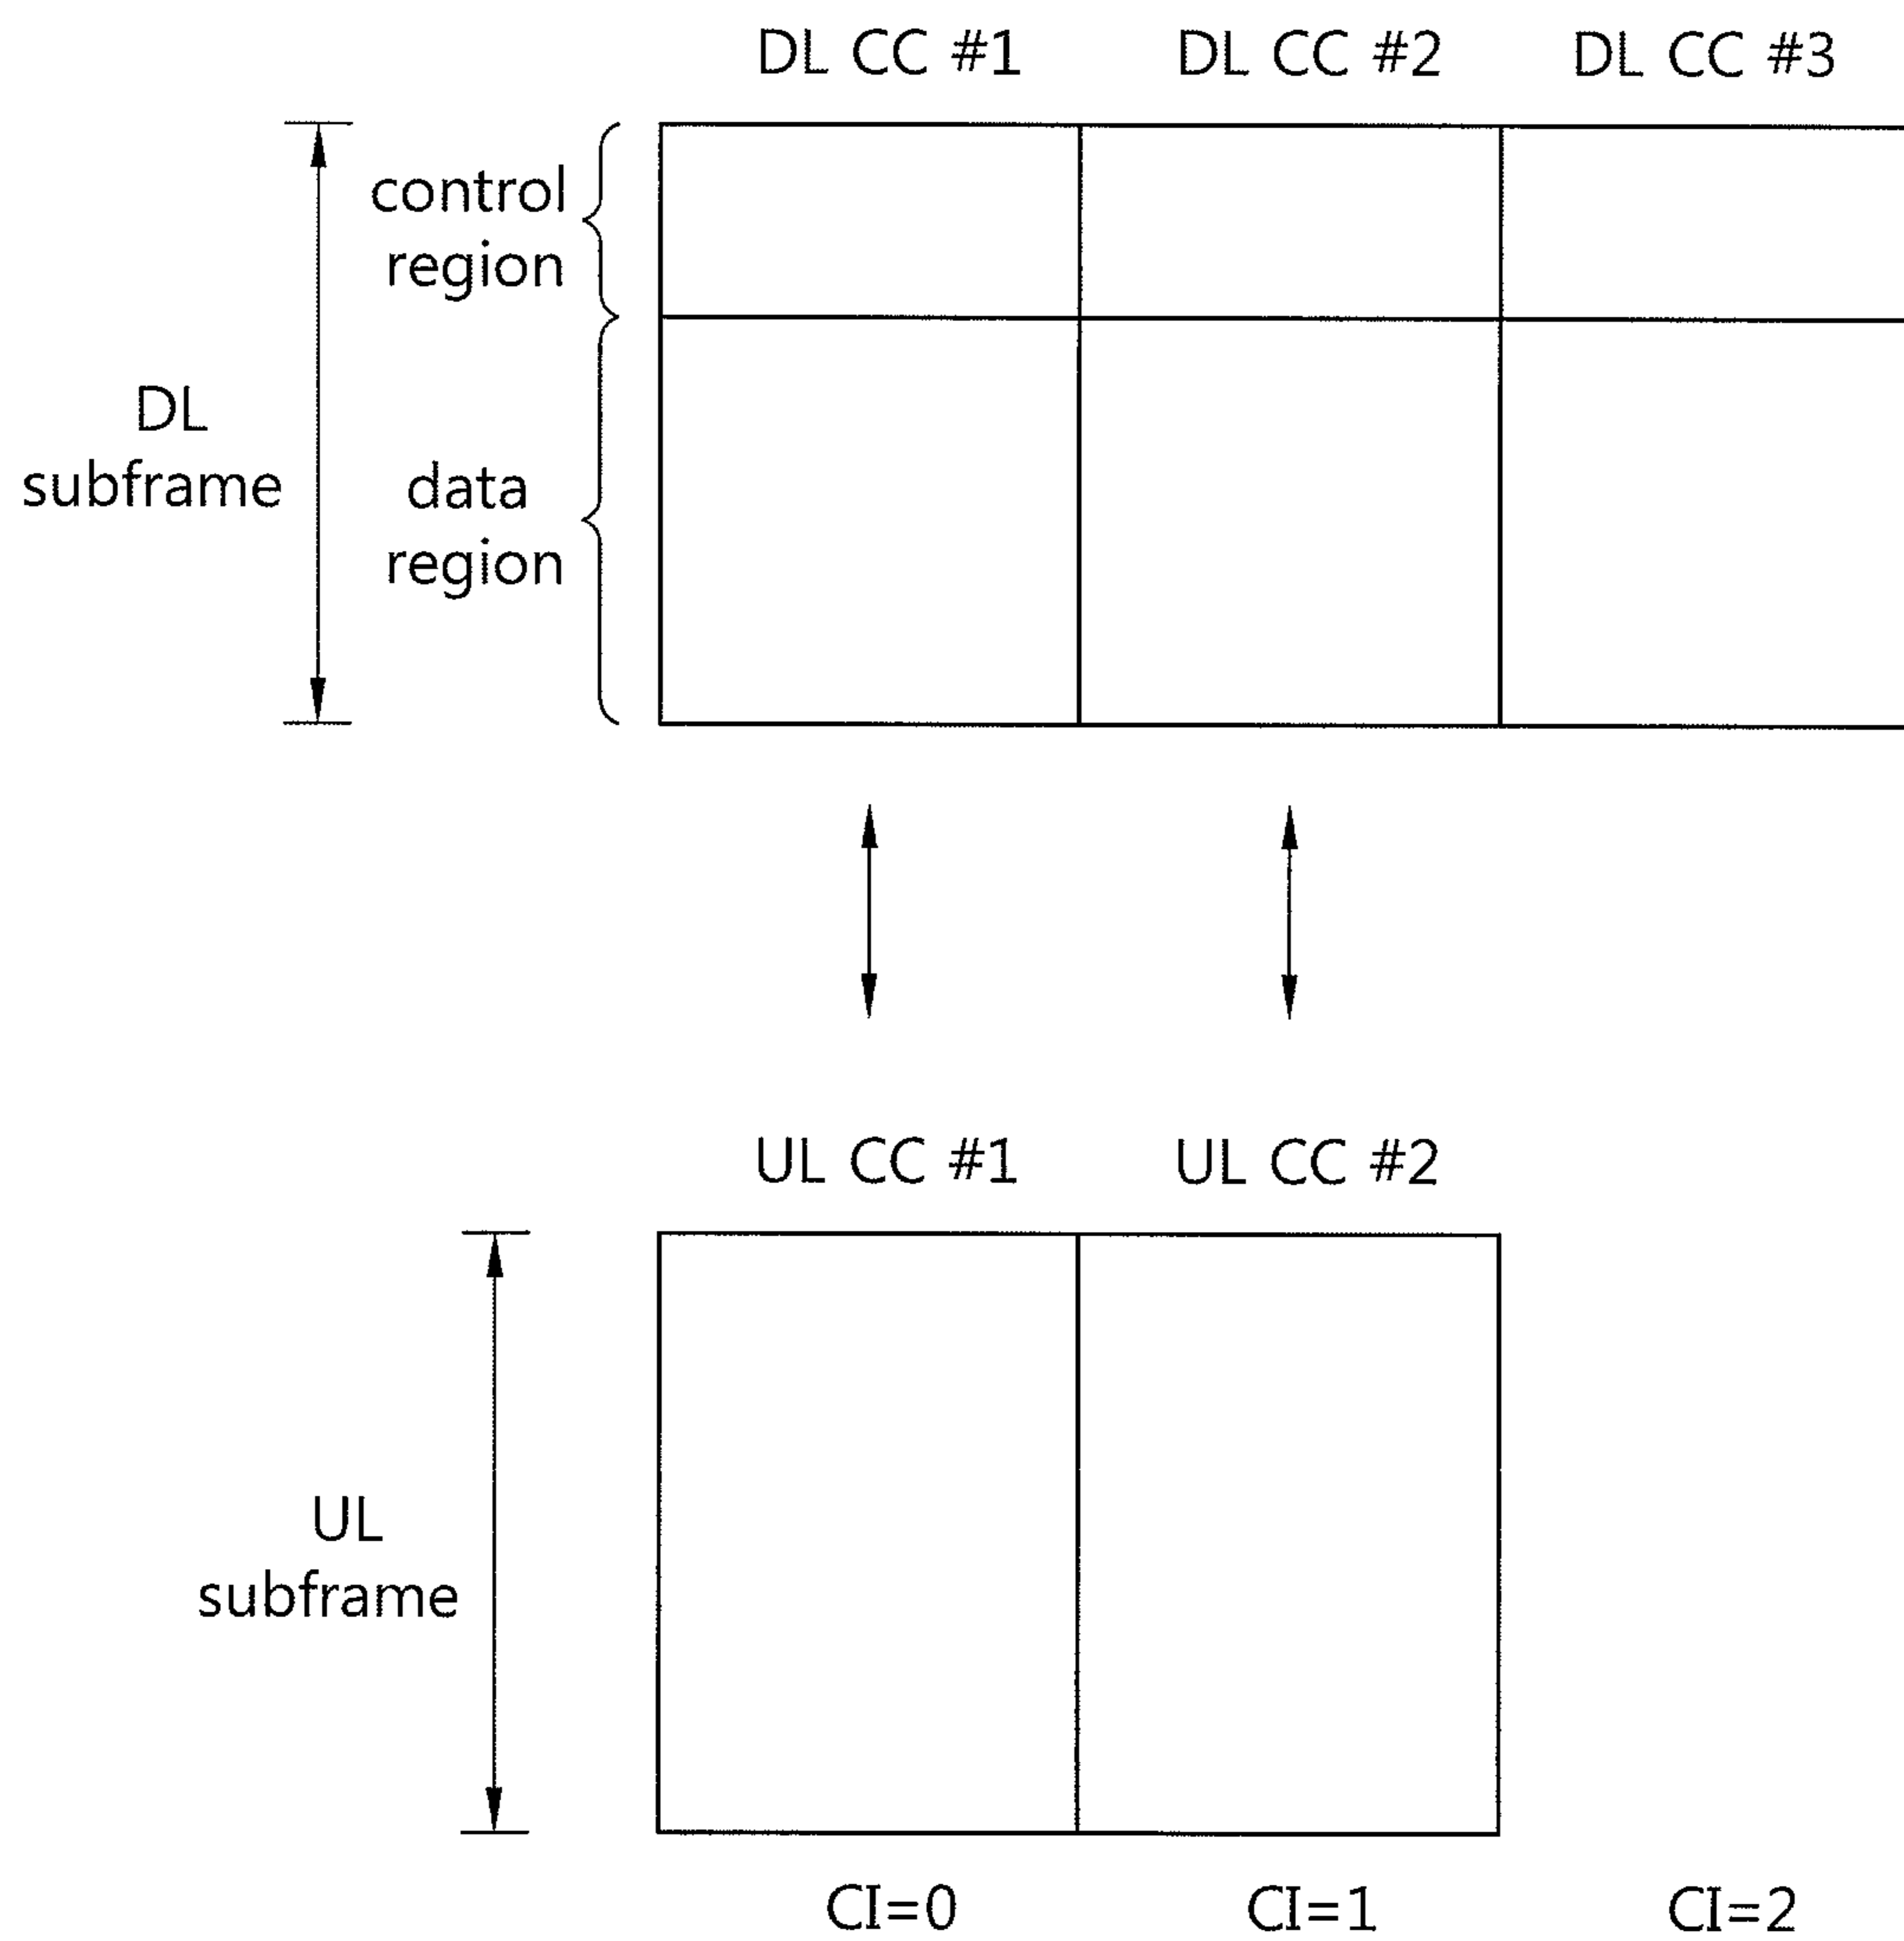 DL CC #1 DL CC #2 DL CC #3
control
region
DL
subframe
data
region
UL CC #1 UL CC #2
UL
subframe
CI=0 CI=1 CI=2